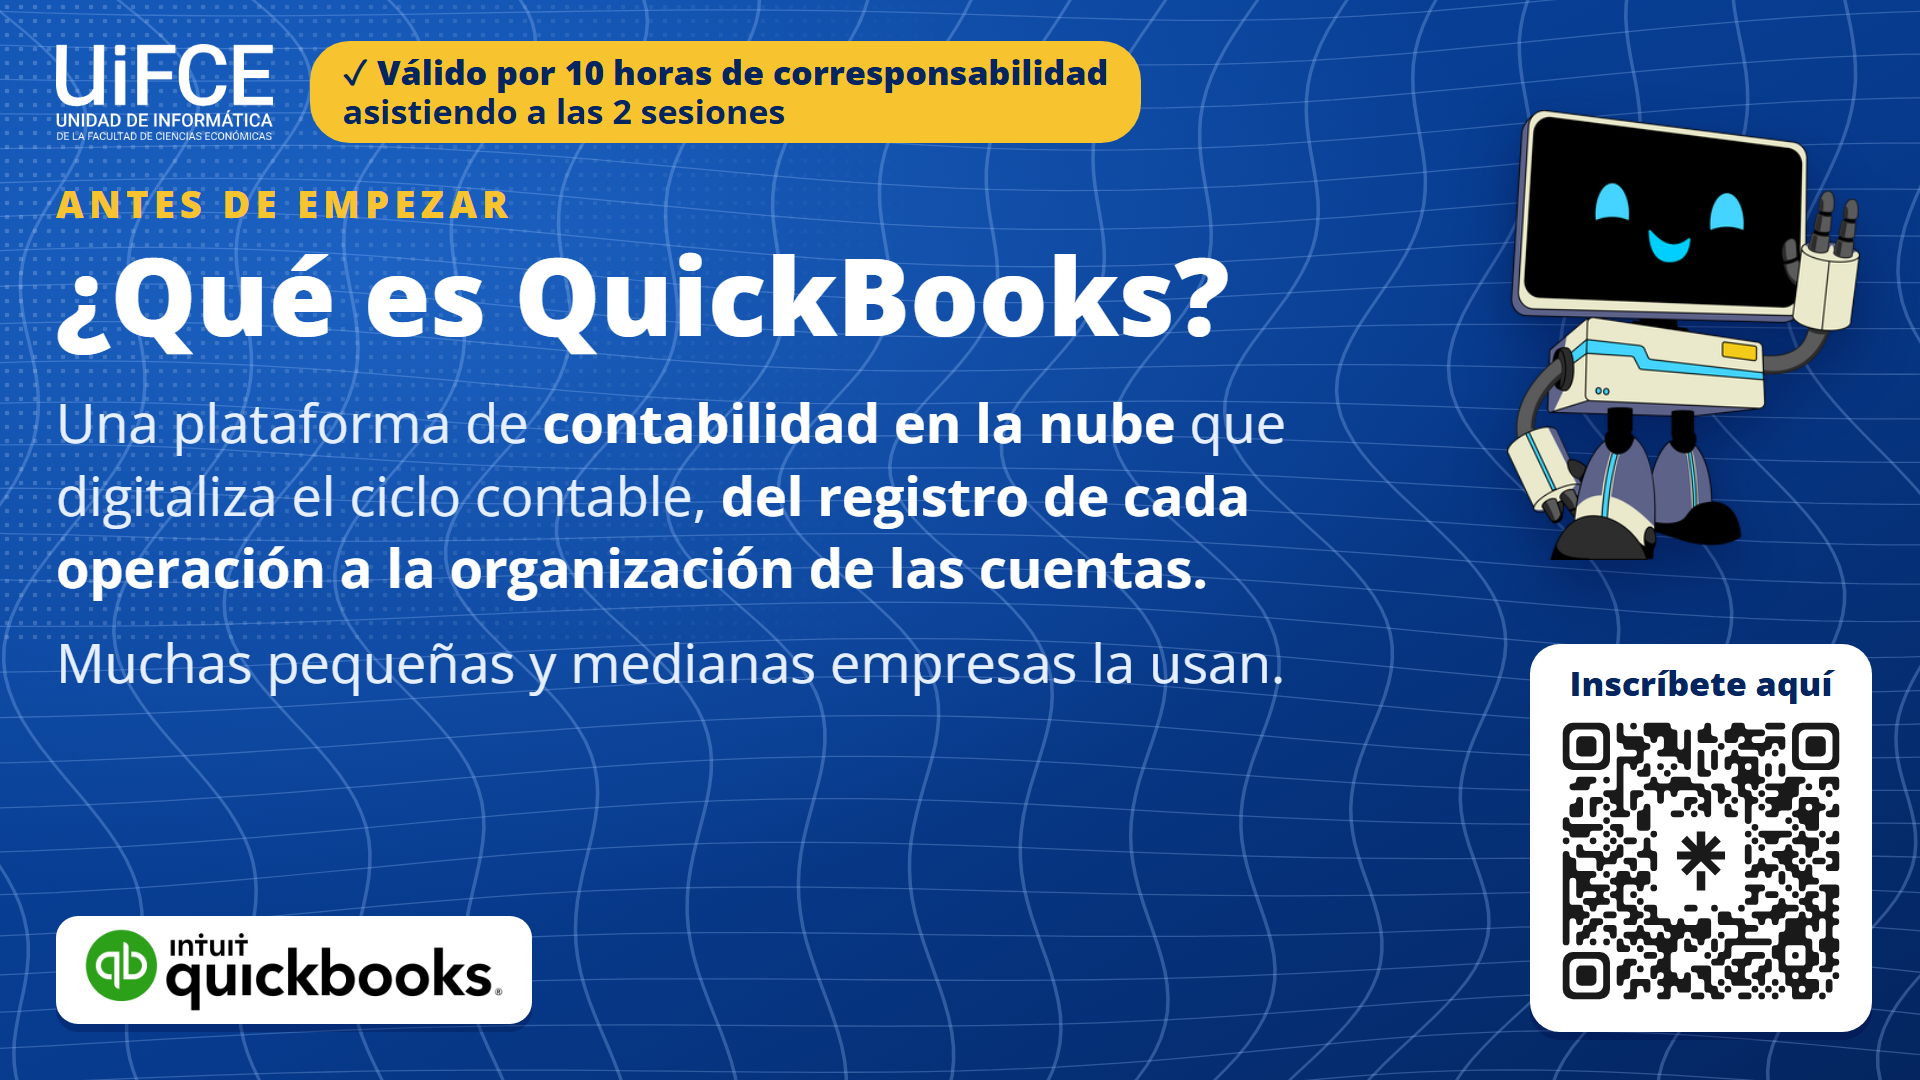 UiFCE
UNIDAD DE INFORMÁTICA
DE LA FACULTAD DE CIENCIAS ECONÓMICAS
✓ Válido por 10 horas de corresponsabilidad
asistiendo a las 2 sesiones
ANTES DE EMPEZAR
¿Qué es QuickBooks?
Una plataforma de contabilidad en la nube que
digitaliza el ciclo contable, del registro de cada
operación a la organización de las cuentas.
Muchas pequeñas y medianas empresas la usan.
Inscríbete aquí
qb
intuit
quickbooks®